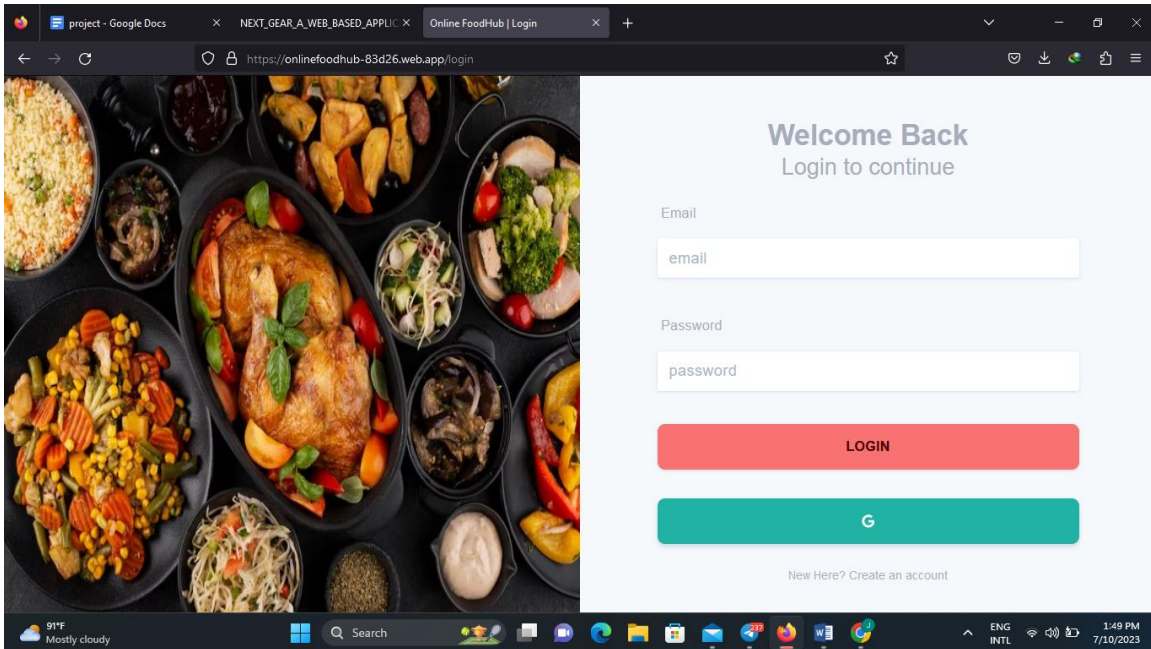 project - Google Docs
NEXT_GEAR_A_WEB_BASED_APPLIC
Online FoodHub | Login
https://onlinefoodhub-83d26.web.app/login
Welcome Back
Login to continue
Email
email
Password
password
LOGIN
G
New Here? Create an account
91°F
Mostly cloudy
Search
237
W
J
ENG
INTL
1:49 PM
7/10/2023